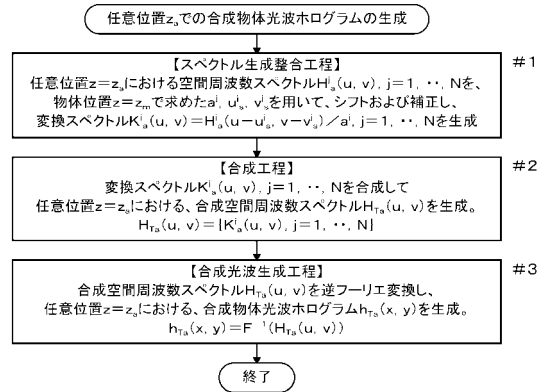 任意位置zₐでの合成物体光波ホログラムの生成
#1
【スペクトル生成整合工程】
任意位置z=zₐにおける空間周波数スペクトルHʲₐ(u, v), j=1, ・・, Nを、
物体位置z=zₘで求めたaʲ, uʲₛ, vʲₛを用いて、シフトおよび補正し、
変換スペクトルKʲₐ(u, v)=Hʲₐ(u-uʲₛ, v-vʲₛ)/aʲ, j=1, ・・, Nを生成
#2
【合成工程】
変換スペクトルKʲₐ(u, v), j=1, ・・, Nを合成して
任意位置z=zₐにおける、合成空間周波数スペクトルH_Ta(u, v)を生成。
H_Ta(u, v)=[Kʲₐ(u, v), j=1, ・・, N]
#3
【合成光波生成工程】
合成空間周波数スペクトルH_Ta(u, v)を逆フーリエ変換し、
任意位置z=zₐにおける、合成物体光波ホログラムh_Ta(x, y)を生成。
h_Ta(x, y)=F⁻¹(H_Ta(u, v))
終了